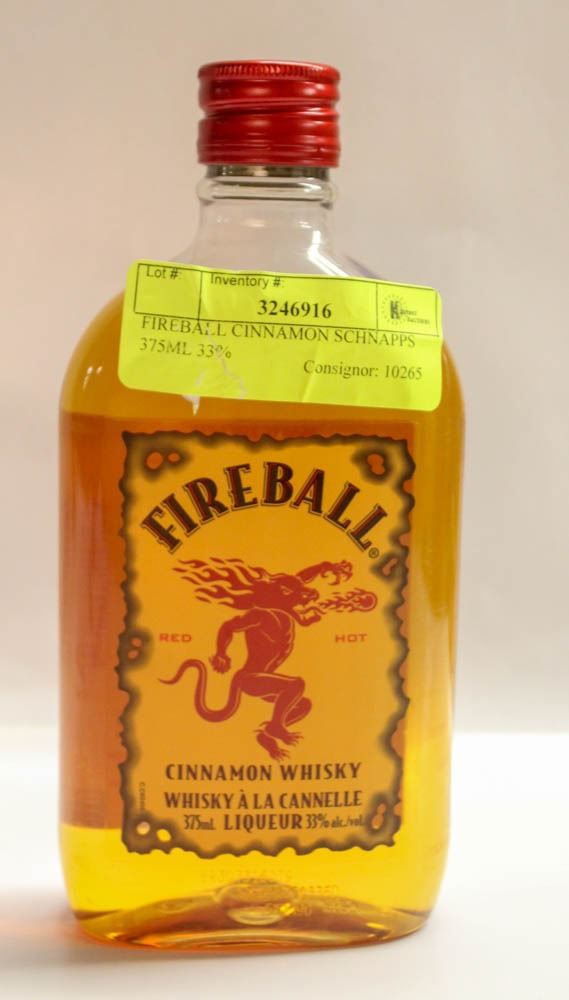 Lot #: Inventory #:
3246916
FIREBALL CINNAMON SCHNAPPS
375ML 33%
Consignor: 10265
FIREBALL®
RED HOT
CINNAMON WHISKY
WHISKY À LA CANNELLE
375mL LIQUEUR 33% alc./vol.